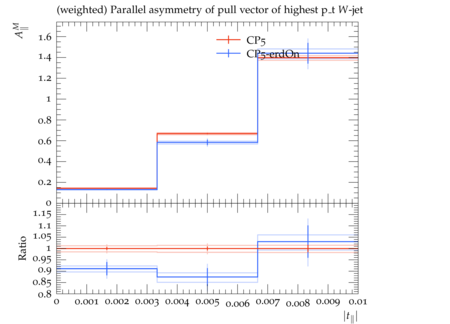 (weighted) Parallel asymmetry of pull vector of highest p_t W-jet
A^M_∥
1.6
1.4
1.2
1
0.8
0.6
0.4
0.2
0
CP5
CP5-erdOn
Ratio
1.15
1.1
1.05
1
0.95
0.9
0.85
0.8
0 0.001 0.002 0.003 0.004 0.005 0.006 0.007 0.008 0.009 0.01
|t_∥|